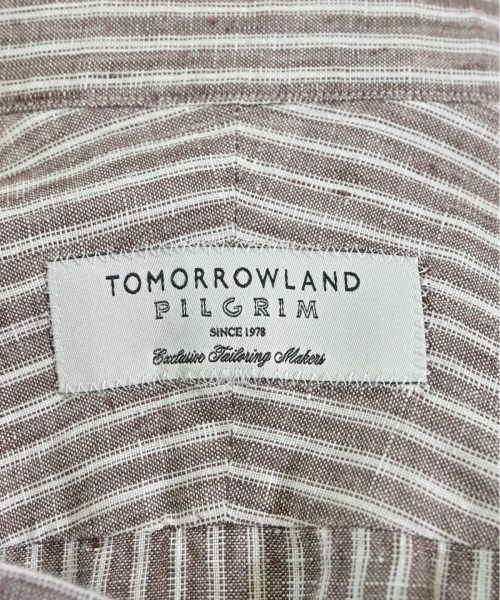 TOMORROWLAND
PILGRIM
SINCE 1978
Exclusive Tailoring Makers